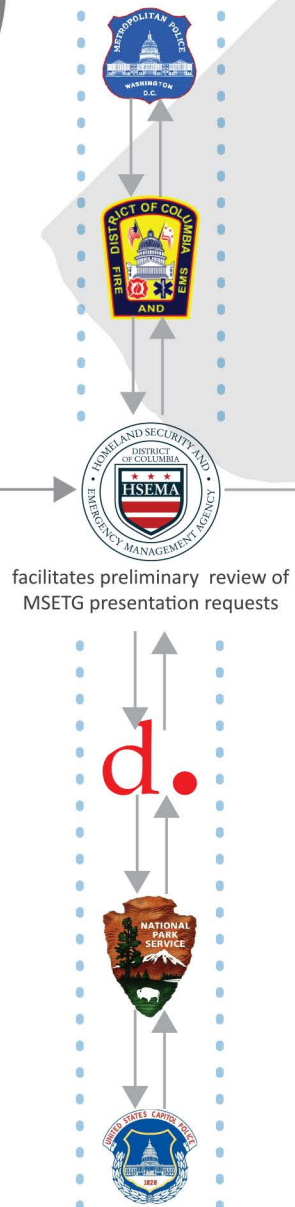 METROPOLITAN POLICE
WASHINGTON
D.C.
DISTRICT OF COLUMBIA
FIRE
EMS
AND
HOMELAND SECURITY AND
DISTRICT
OF COLUMBIA
HSEMA
EMERGENCY MANAGEMENT AGENCY
facilitates preliminary review of
MSETG presentation requests
d.
NATIONAL
PARK
SERVICE
UNITED STATES CAPITOL POLICE
1828